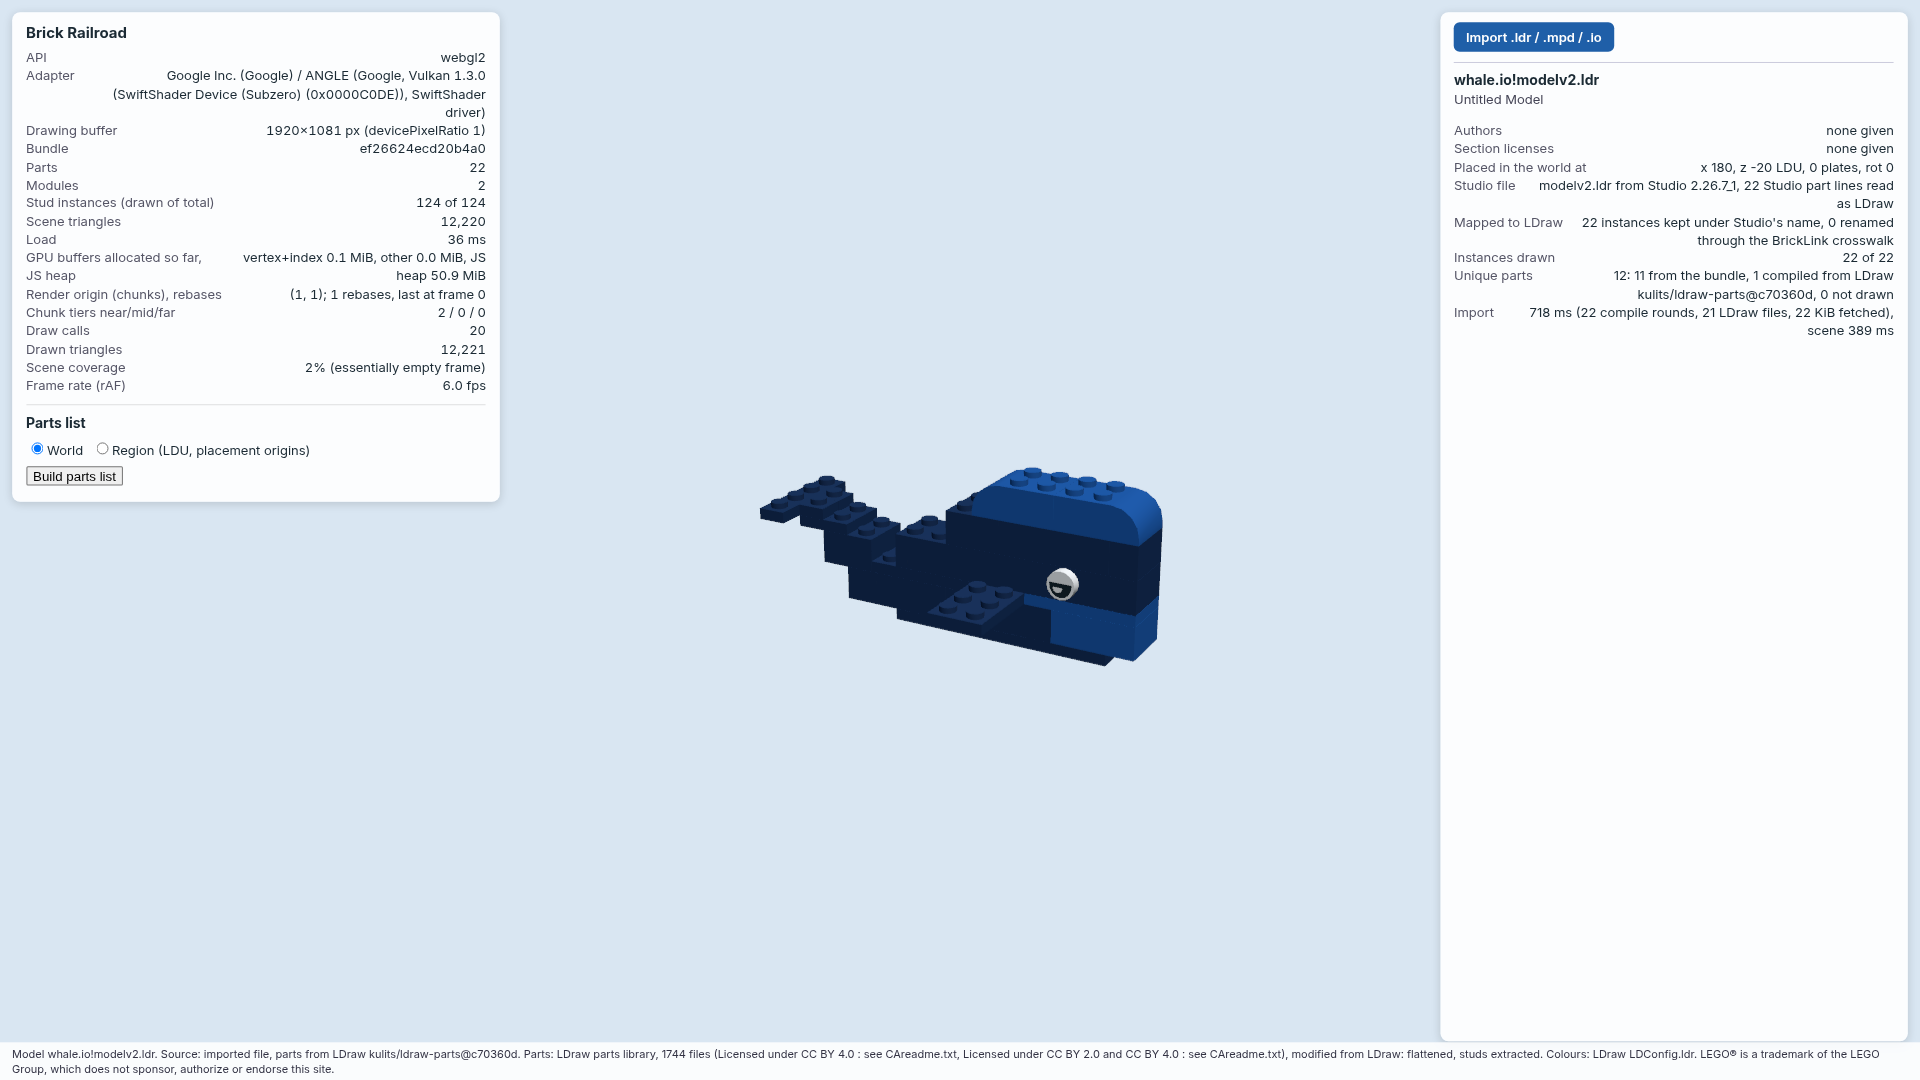 Brick Railroad
API webgl2
Adapter Google Inc. (Google) / ANGLE (Google, Vulkan 1.3.0
(SwiftShader Device (Subzero) (0x0000C0DE)), SwiftShader
driver)
Drawing buffer 1920×1081 px (devicePixelRatio 1)
Bundle ef26624ecd20b4a0
Parts 22
Modules 2
Stud instances (drawn of total) 124 of 124
Scene triangles 12,220
Load 36 ms
GPU buffers allocated so far, vertex+index 0.1 MiB, other 0.0 MiB, JS
JS heap heap 50.9 MiB
Render origin (chunks), rebases (1, 1); 1 rebases, last at frame 0
Chunk tiers near/mid/far 2 / 0 / 0
Draw calls 20
Drawn triangles 12,221
Scene coverage 2% (essentially empty frame)
Frame rate (rAF) 6.0 fps
Parts list
World Region (LDU, placement origins)
Build parts list
Import .ldr / .mpd / .io
whale.io!modelv2.ldr
Untitled Model
Authors none given
Section licenses none given
Placed in the world at x 180, z -20 LDU, 0 plates, rot 0
Studio file modelv2.ldr from Studio 2.26.7_1, 22 Studio part lines read
as LDraw
Mapped to LDraw 22 instances kept under Studio's name, 0 renamed
through the BrickLink crosswalk
Instances drawn 22 of 22
Unique parts 12: 11 from the bundle, 1 compiled from LDraw
kulits/ldraw-parts@c70360d, 0 not drawn
Import 718 ms (22 compile rounds, 21 LDraw files, 22 KiB fetched),
scene 389 ms
Model whale.io!modelv2.ldr. Source: imported file, parts from LDraw kulits/ldraw-parts@c70360d. Parts: LDraw parts library, 1744 files (Licensed under CC BY 4.0 : see CAreadme.txt, Licensed under CC BY 2.0 and CC BY 4.0 : see CAreadme.txt), modified from LDraw: flattened, studs extracted. Colours: LDraw LDConfig.ldr. LEGO® is a trademark of the LEGO
Group, which does not sponsor, authorize or endorse this site.